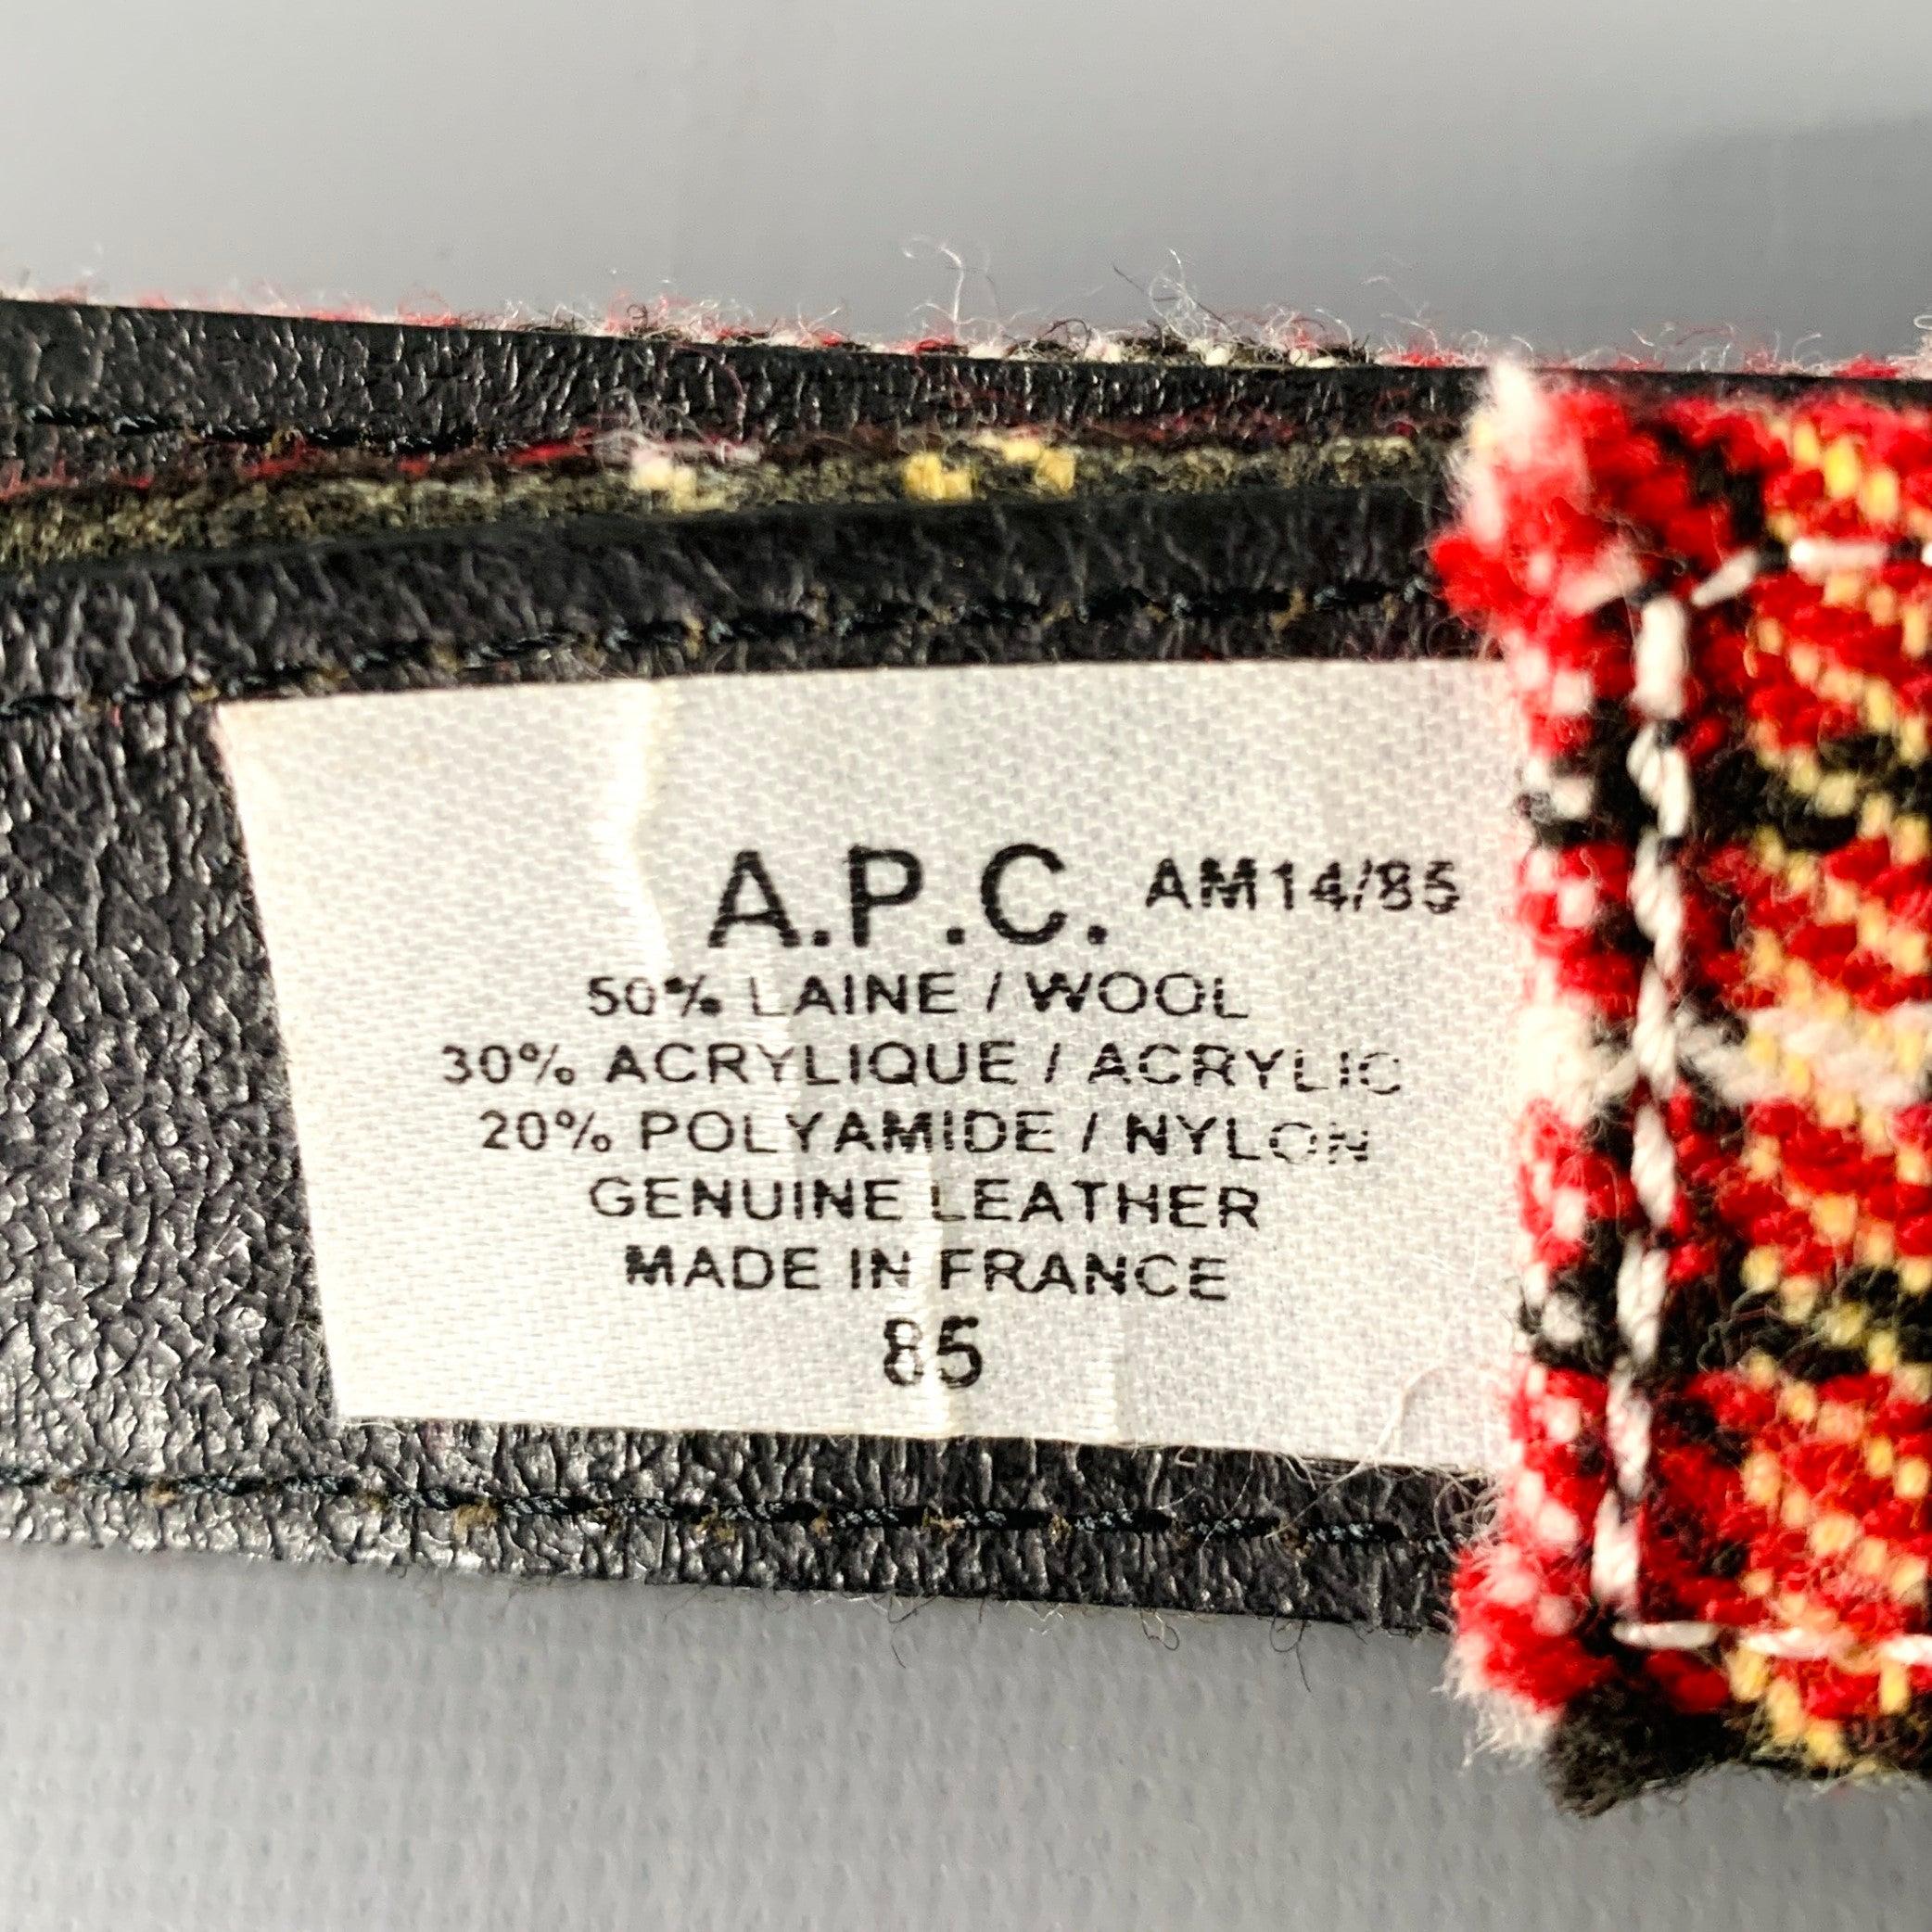 A.P.C. AM14/85
50% LAINE / WOOL
30% ACRYLIQUE / ACRYLIC
20% POLYAMIDE / NYLON
GENUINE LEATHER
MADE IN FRANCE
85